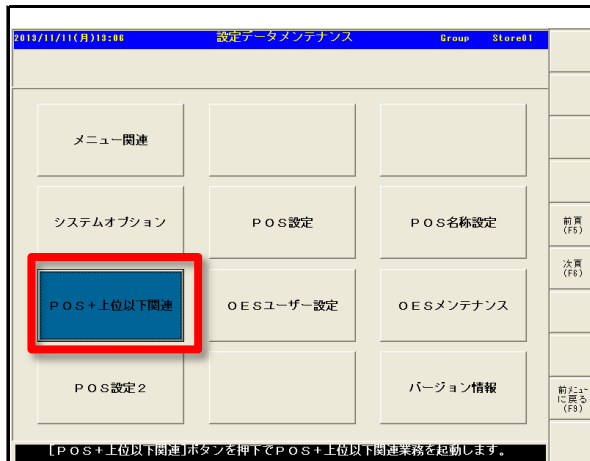 2013/11/11(月)13:06 設定データメンテナンス Group Store01
メニュー関連
システムオプション POS設定 POS名称設定
前頁
(F5)
次頁
(F6)
POS+上位以下関連 OESユーザー設定 OESメンテナンス
POS設定2 バージョン情報
前メニュー
に戻る
(F9)
[POS+上位以下関連]ボタンを押下でPOS+上位以下関連業務を起動します。